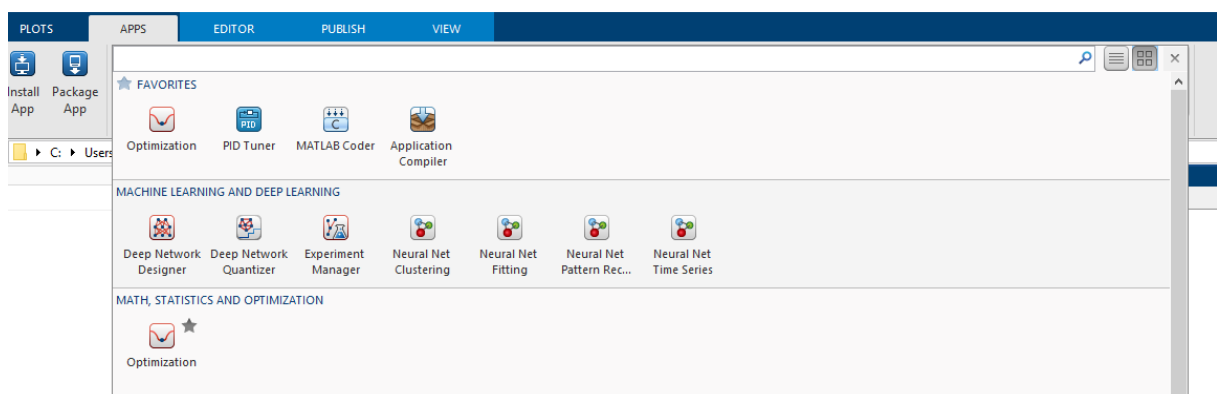 PLOTS APPS EDITOR PUBLISH VIEW
Install App
Package App
C: Users
FAVORITES
Optimization
PID Tuner
MATLAB Coder
Application Compiler
MACHINE LEARNING AND DEEP LEARNING
Deep Network Designer
Deep Network Quantizer
Experiment Manager
Neural Net Clustering
Neural Net Fitting
Neural Net Pattern Rec...
Neural Net Time Series
MATH, STATISTICS AND OPTIMIZATION
Optimization